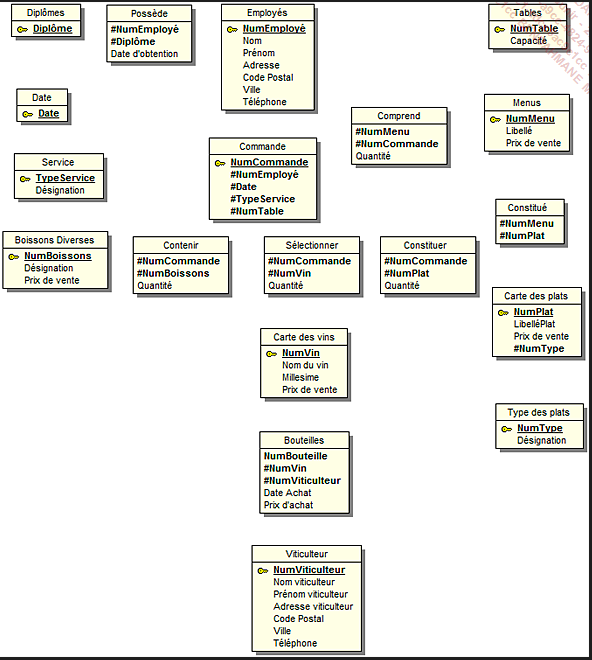 Diplômes
Diplôme
Possède
#NumEmployé
#Diplôme
Date d'obtention
Employés
NumEmployé
Nom
Prénom
Adresse
Code Postal
Ville
Téléphone
Tables
NumTable
Capacité
Date
Date
Comprend
#NumMenu
#NumCommande
Quantité
Menus
NumMenu
Libellé
Prix de vente
Service
TypeService
Désignation
Commande
NumCommande
#NumEmployé
#Date
#TypeService
#NumTable
Constitué
#NumMenu
#NumPlat
Boissons Diverses
NumBoissons
Désignation
Prix de vente
Contenir
#NumCommande
#NumBoissons
Quantité
Sélectionner
#NumCommande
#NumVin
Quantité
Constituer
#NumCommande
#NumPlat
Quantité
Carte des plats
NumPlat
LibelléPlat
Prix de vente
#NumType
Carte des vins
NumVin
Nom du vin
Millesime
Prix de vente
Type des plats
NumType
Désignation
Bouteilles
NumBouteille
#NumVin
#NumViticulteur
Date Achat
Prix d'achat
Viticulteur
NumViticulteur
Nom viticulteur
Prénom viticulteur
Adresse viticulteur
Code Postal
Ville
Téléphone